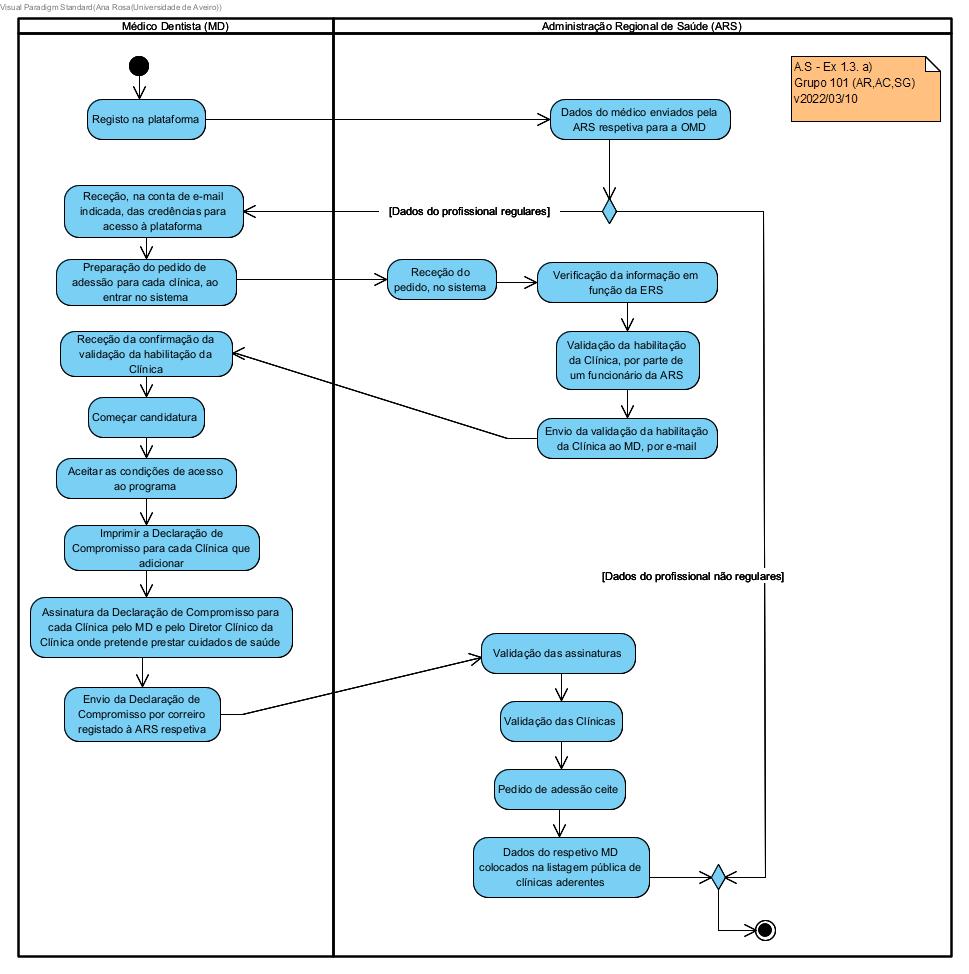 Visual Paradigm Standard(Ana Rosa(Universidade de Aveiro))
Médico Dentista (MD)
Administração Regional de Saúde (ARS)
A.S - Ex 1.3. a)
Grupo 101 (AR,AC,SG)
v2022/03/10
Registo na plataforma
Dados do médico enviados pela
ARS respetiva para a OMD
Receção, na conta de e-mail
indicada, das credências para
acesso à plataforma
[Dados do profissional regulares]
Preparação do pedido de
adessão para cada clínica, ao
entrar no sistema
Receção do
pedido, no sistema
Verificação da informação em
função da ERS
Receção da confirmação da
validação da habilitação da
Clínica
Validação da habilitação
da Clínica, por parte de
um funcionário da ARS
Começar candidatura
Envio da validação da habilitação
da Clínica ao MD, por e-mail
Aceitar as condições de acesso
ao programa
Imprimir a Declaração de
Compromisso para cada Clínica que
adicionar
[Dados do profissional não regulares]
Assinatura da Declaração de Compromisso para
cada Clínica pelo MD e pelo Diretor Clínico da
Clínica onde pretende prestar cuidados de saúde
Validação das assinaturas
Envio da Declaração de
Compromisso por correiro
registado à ARS respetiva
Validação das Clínicas
Pedido de adessão ceite
Dados do respetivo MD
colocados na listagem pública de
clínicas aderentes